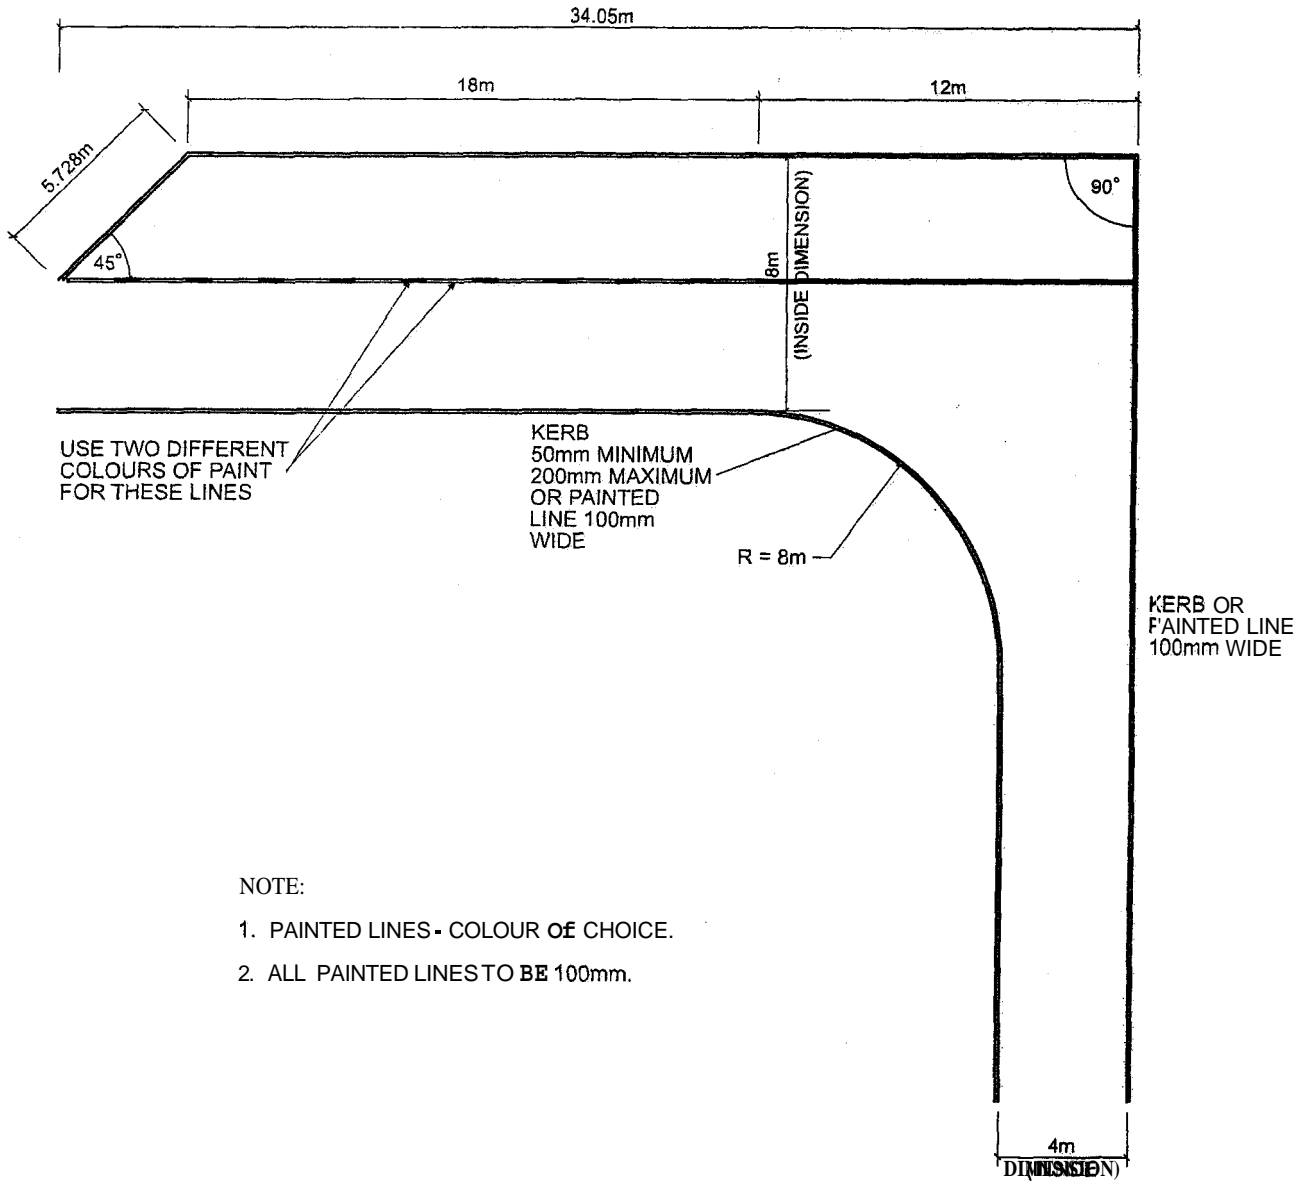 34.05m
18m
12m
5.728m
90°
45°
8m
(INSIDE DIMENSION)
USE TWO DIFFERENT
COLOURS OF PAINT
FOR THESE LINES
KERB
50mm MINIMUM
200mm MAXIMUM
OR PAINTED
LINE 100mm
WIDE
R = 8m
KERB OR
PAINTED LINE
100mm WIDE
NOTE:
1. PAINTED LINES - COLOUR of CHOICE.
2. ALL PAINTED LINES TO BE 100mm.
4m